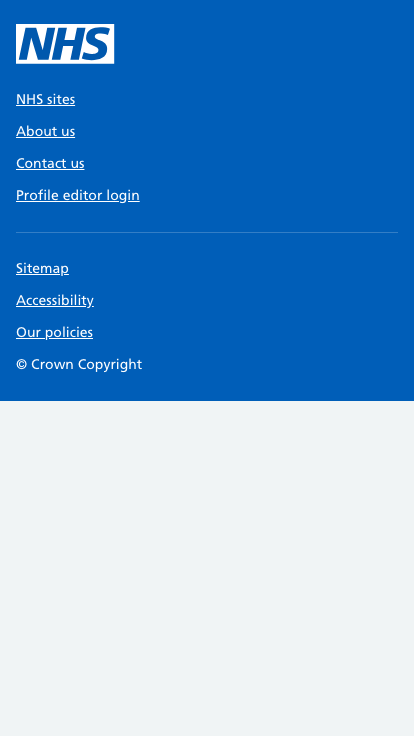 NHS
NHS sites
About us
Contact us
Profile editor login
Sitemap
Accessibility
Our policies
© Crown Copyright